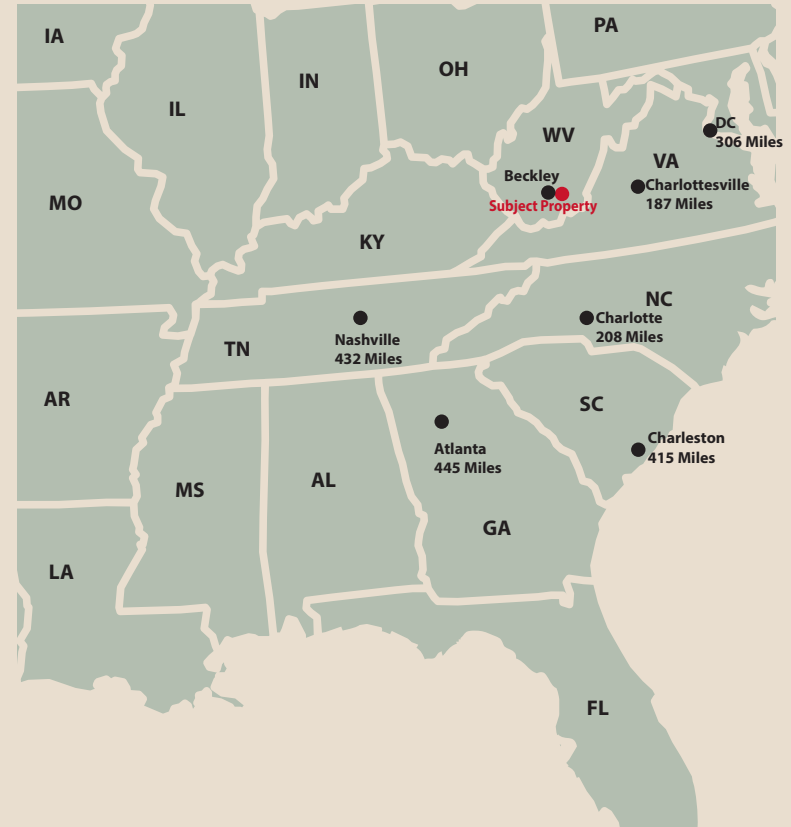 PA
IA
OH
IN
IL
DC
306 Miles
WV
VA
Beckley
Charlottesville
187 Miles
MO
Subject Property
KY
NC
Charlotte
208 Miles
Nashville
432 Miles
TN
AR
SC
Charleston
415 Miles
Atlanta
445 Miles
AL
MS
GA
LA
FL